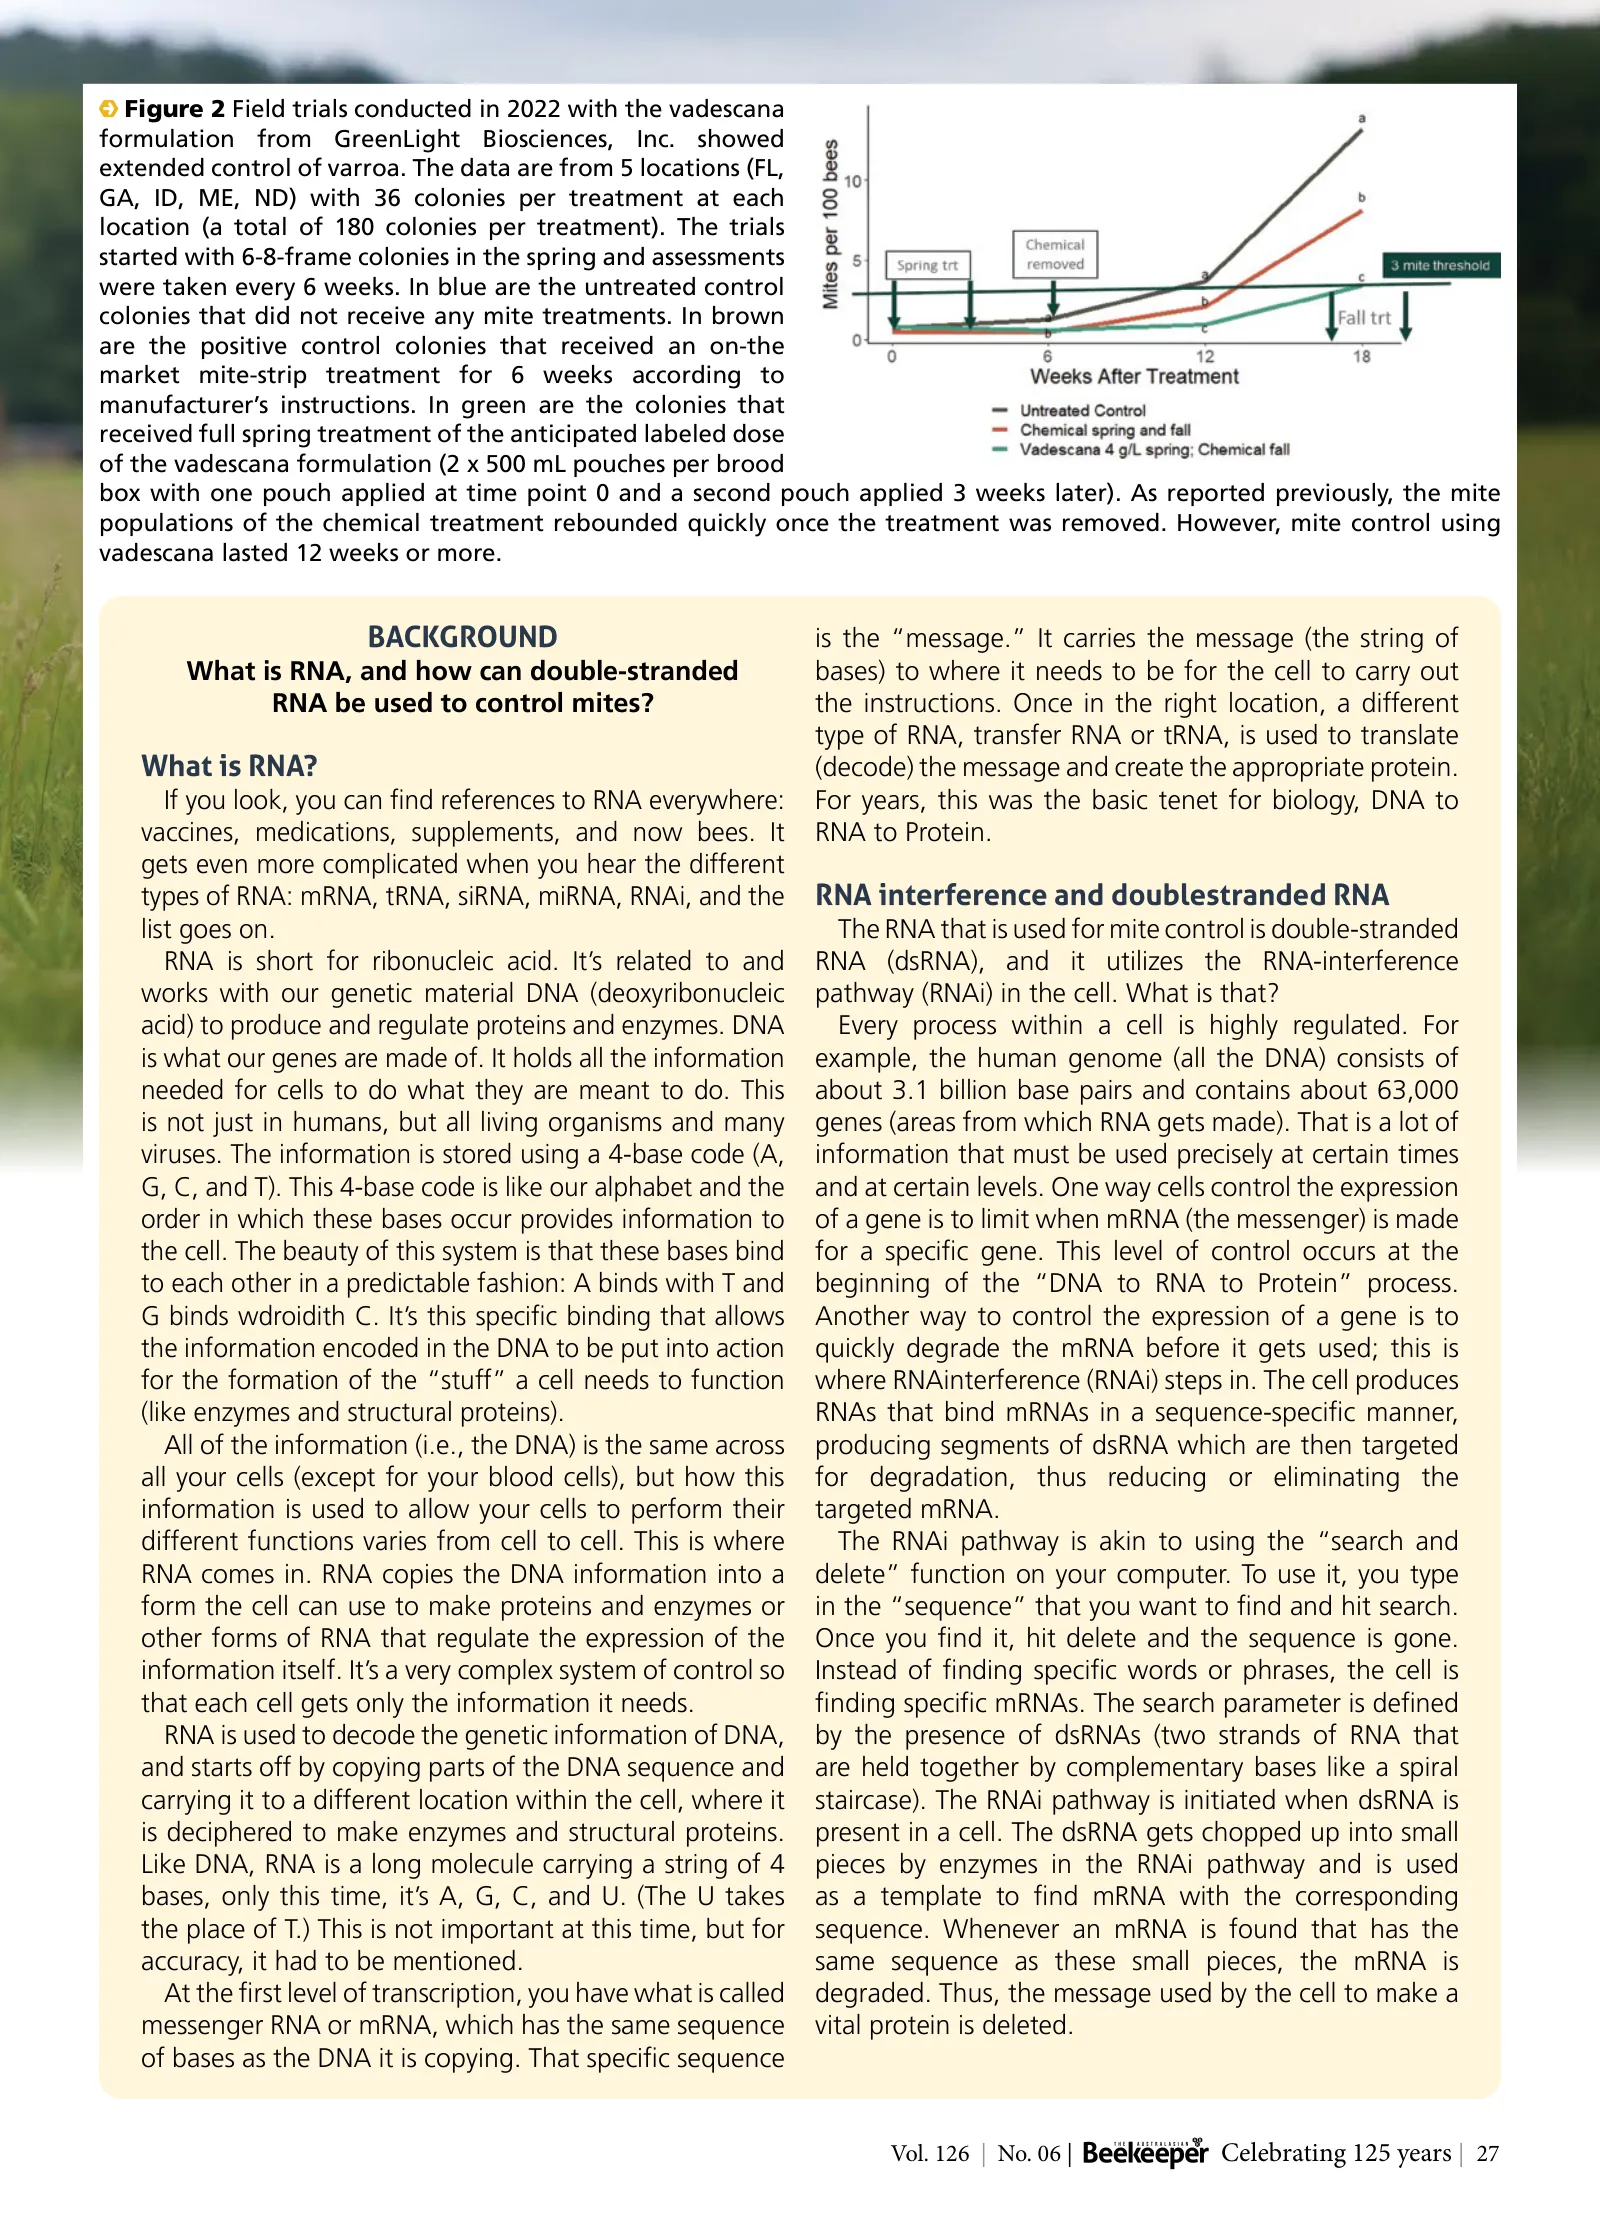 Figure 2 Field trials conducted in 2022 with the vadescana
formulation from GreenLight Biosciences, Inc. showed
extended control of varroa. The data are from 5 locations (FL,
GA, ID, ME, ND) with 36 colonies per treatment at each
location (a total of 180 colonies per treatment). The trials
started with 6-8-frame colonies in the spring and assessments
were taken every 6 weeks. In blue are the untreated control
colonies that did not receive any mite treatments. In brown
are the positive control colonies that received an on-the
market mite-strip treatment for 6 weeks according to
manufacturer's instructions. In green are the colonies that
received full spring treatment of the anticipated labeled dose
of the vadescana formulation (2 x 500 mL pouches per brood
box with one pouch applied at time point 0 and a second pouch applied 3 weeks later). As reported previously, the mite
populations of the chemical treatment rebounded quickly once the treatment was removed. However, mite control using
vadescana lasted 12 weeks or more.
Mites per 100 bees
10
5
0
Spring trt
Chemical
removed
3 mite threshold
Fall trt
a
b
c
a
b
c
a
b
0
6
12
18
Weeks After Treatment
Untreated Control
Chemical spring and fall
Vadescana 4 g/L spring; Chemical fall
BACKGROUND
What is RNA, and how can double-stranded
RNA be used to control mites?
What is RNA?
If you look, you can find references to RNA everywhere:
vaccines, medications, supplements, and now bees. It
gets even more complicated when you hear the different
types of RNA: mRNA, tRNA, siRNA, miRNA, RNAi, and the
list goes on.
RNA is short for ribonucleic acid. It's related to and
works with our genetic material DNA (deoxyribonucleic
acid) to produce and regulate proteins and enzymes. DNA
is what our genes are made of. It holds all the information
needed for cells to do what they are meant to do. This
is not just in humans, but all living organisms and many
viruses. The information is stored using a 4-base code (A,
G, C, and T). This 4-base code is like our alphabet and the
order in which these bases occur provides information to
the cell. The beauty of this system is that these bases bind
to each other in a predictable fashion: A binds with T and
G binds wdroidith C. It's this specific binding that allows
the information encoded in the DNA to be put into action
for the formation of the "stuff" a cell needs to function
(like enzymes and structural proteins).
All of the information (i.e., the DNA) is the same across
all your cells (except for your blood cells), but how this
information is used to allow your cells to perform their
different functions varies from cell to cell. This is where
RNA comes in. RNA copies the DNA information into a
form the cell can use to make proteins and enzymes or
other forms of RNA that regulate the expression of the
information itself. It's a very complex system of control so
that each cell gets only the information it needs.
RNA is used to decode the genetic information of DNA,
and starts off by copying parts of the DNA sequence and
carrying it to a different location within the cell, where it
is deciphered to make enzymes and structural proteins.
Like DNA, RNA is a long molecule carrying a string of 4
bases, only this time, it's A, G, C, and U. (The U takes
the place of T.) This is not important at this time, but for
accuracy, it had to be mentioned.
At the first level of transcription, you have what is called
messenger RNA or mRNA, which has the same sequence
of bases as the DNA it is copying. That specific sequence
is the "message." It carries the message (the string of
bases) to where it needs to be for the cell to carry out
the instructions. Once in the right location, a different
type of RNA, transfer RNA or tRNA, is used to translate
(decode) the message and create the appropriate protein.
For years, this was the basic tenet for biology, DNA to
RNA to Protein.
RNA interference and doublestranded RNA
The RNA that is used for mite control is double-stranded
RNA (dsRNA), and it utilizes the RNA-interference
pathway (RNAi) in the cell. What is that?
Every process within a cell is highly regulated. For
example, the human genome (all the DNA) consists of
about 3.1 billion base pairs and contains about 63,000
genes (areas from which RNA gets made). That is a lot of
information that must be used precisely at certain times
and at certain levels. One way cells control the expression
of a gene is to limit when mRNA (the messenger) is made
for a specific gene. This level of control occurs at the
beginning of the "DNA to RNA to Protein" process.
Another way to control the expression of a gene is to
quickly degrade the mRNA before it gets used; this is
where RNAinterference (RNAi) steps in. The cell produces
RNAs that bind mRNAs in a sequence-specific manner,
producing segments of dsRNA which are then targeted
for degradation, thus reducing or eliminating the
targeted mRNA.
The RNAi pathway is akin to using the "search and
delete" function on your computer. To use it, you type
in the "sequence" that you want to find and hit search.
Once you find it, hit delete and the sequence is gone.
Instead of finding specific words or phrases, the cell is
finding specific mRNAs. The search parameter is defined
by the presence of dsRNAs (two strands of RNA that
are held together by complementary bases like a spiral
staircase). The RNAi pathway is initiated when dsRNA is
present in a cell. The dsRNA gets chopped up into small
pieces by enzymes in the RNAi pathway and is used
as a template to find mRNA with the corresponding
sequence. Whenever an mRNA is found that has the
same sequence as these small pieces, the mRNA is
degraded. Thus, the message used by the cell to make a
vital protein is deleted.
Vol. 126 | No. 06 | THE AUSTRALASIAN Beekeeper Celebrating 125 years | 27